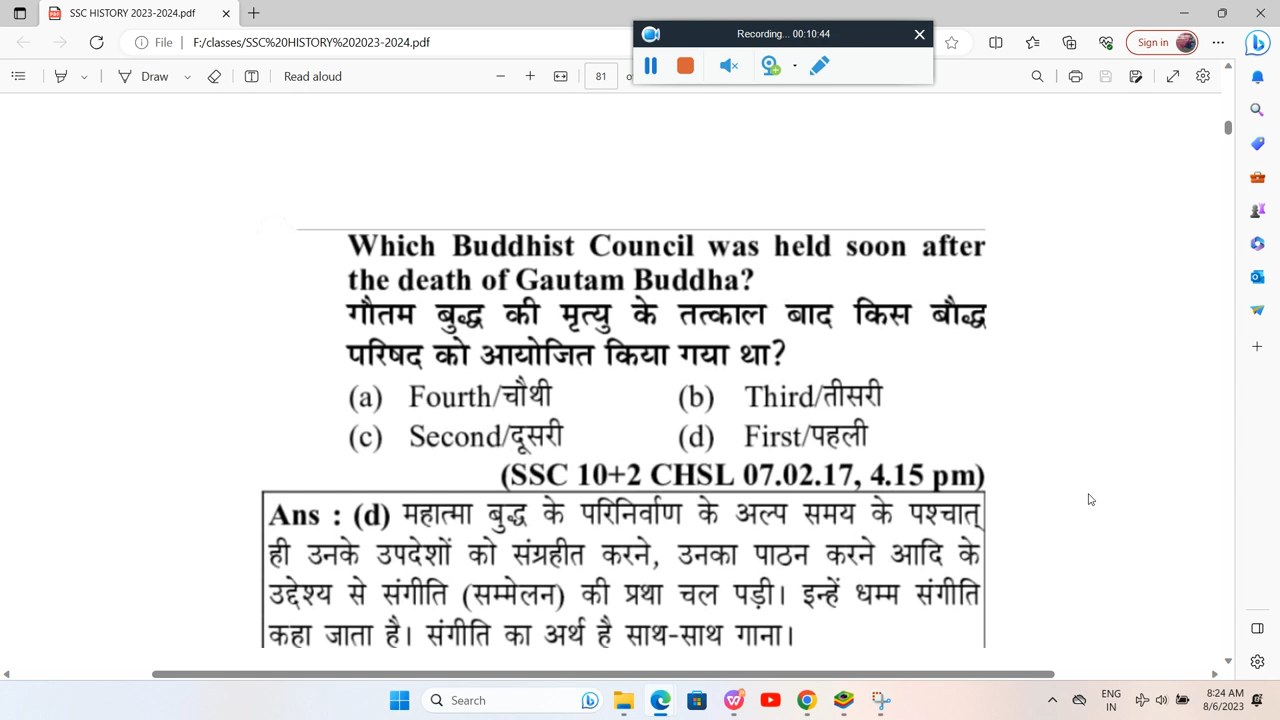 SSC HISTORY 2023-2024.pdf
Recording... 00:10:44
File F:/classes/SSC%20HISTORY%202023-2024.pdf
Sign in
Draw
Read aloud
81
Which Buddhist Council was held soon after
the death of Gautam Buddha?
गौतम बुद्ध की मृत्यु के तत्काल बाद किस बौद्ध
परिषद को आयोजित किया गया था?
(a) Fourth/चौथी (b) Third/तीसरी
(c) Second/दूसरी (d) First/पहली
(SSC 10+2 CHSL 07.02.17, 4.15 pm)
Ans : (d) महात्मा बुद्ध के परिनिर्वाण के अल्प समय के पश्चात्
ही उनके उपदेशों को संग्रहीत करने, उनका पाठन करने आदि के
उद्देश्य से संगीति (सम्मेलन) की प्रथा चल पड़ी। इन्हें धम्म संगीति
कहा जाता है। संगीति का अर्थ है साथ-साथ गाना।
Search
ENG
IN
8:24 AM
8/6/2023